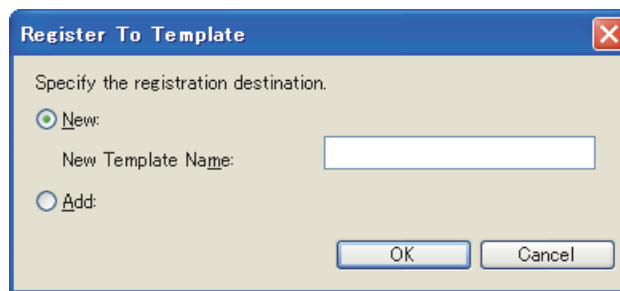 Register To Template
Specify the registration destination.
New:
New Template Name:
Add:
OK Cancel